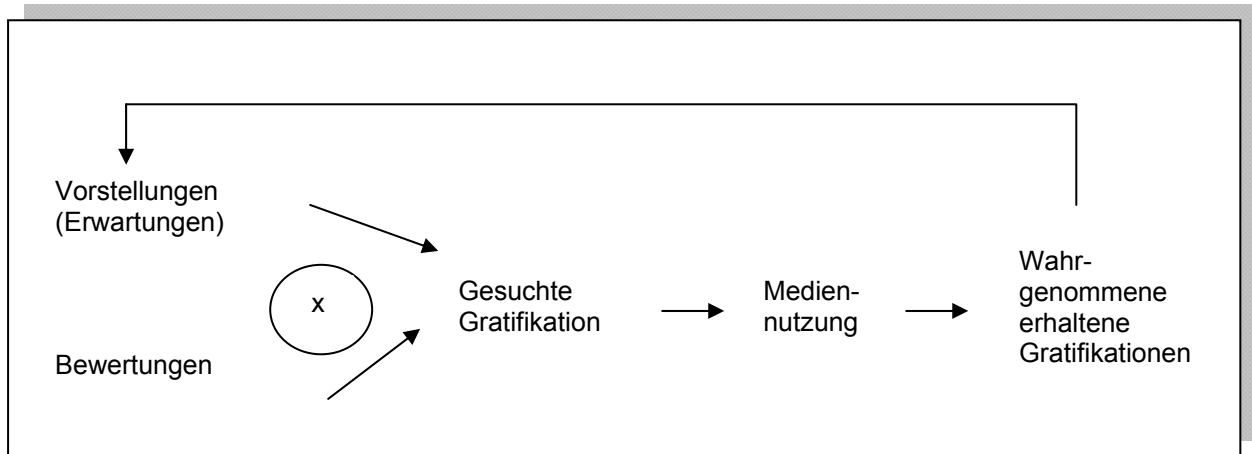 Vorstellungen
(Erwartungen)
x
Bewertungen
Gesuchte
Gratifikation
Medien-
nutzung
Wahr-
genommene
erhaltene
Gratifikationen